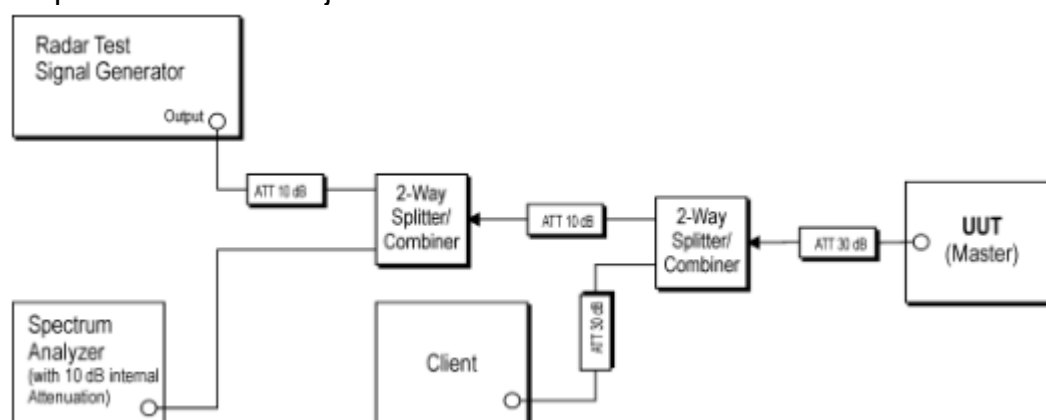 Radar Test
Signal Generator
Output
ATT 10 dB
2-Way
Splitter/
Combiner
ATT 10 dB
2-Way
Splitter/
Combiner
ATT 30 dB
UUT
(Master)
Spectrum
Analyzer
(with 10 dB internal
Attenuation)
Client
ATT 30 dB